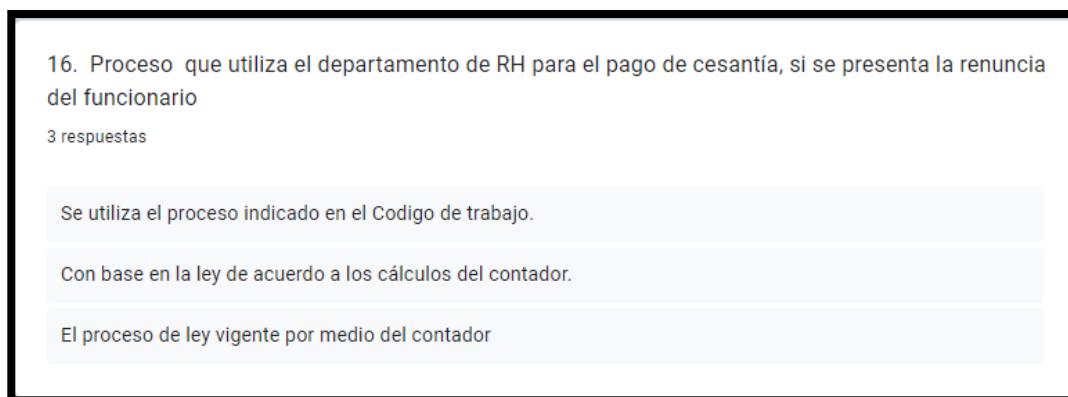 16.  Proceso  que utiliza el departamento de RH para el pago de cesantía, si se presenta la renuncia
del funcionario
3 respuestas
Se utiliza el proceso indicado en el Codigo de trabajo.
Con base en la ley de acuerdo a los cálculos del contador.
El proceso de ley vigente por medio del contador